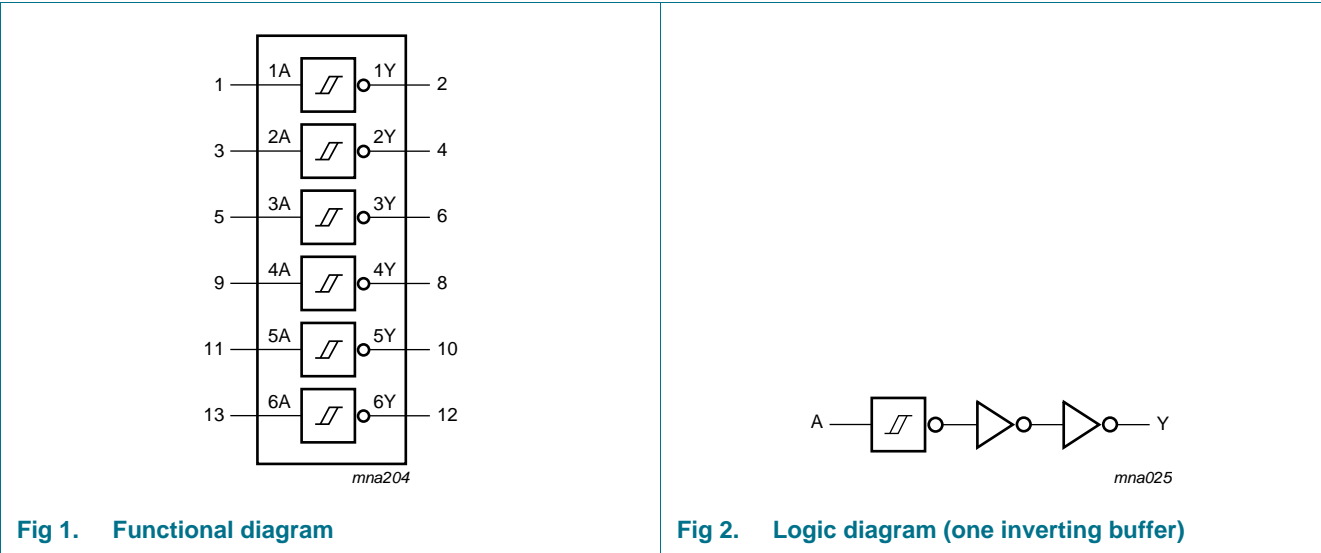 1 1A 1Y 2
3 2A 2Y 4
5 3A 3Y 6
9 4A 4Y 8
11 5A 5Y 10
13 6A 6Y 12
mna204
Fig 1. Functional diagram
A Y
mna025
Fig 2. Logic diagram (one inverting buffer)